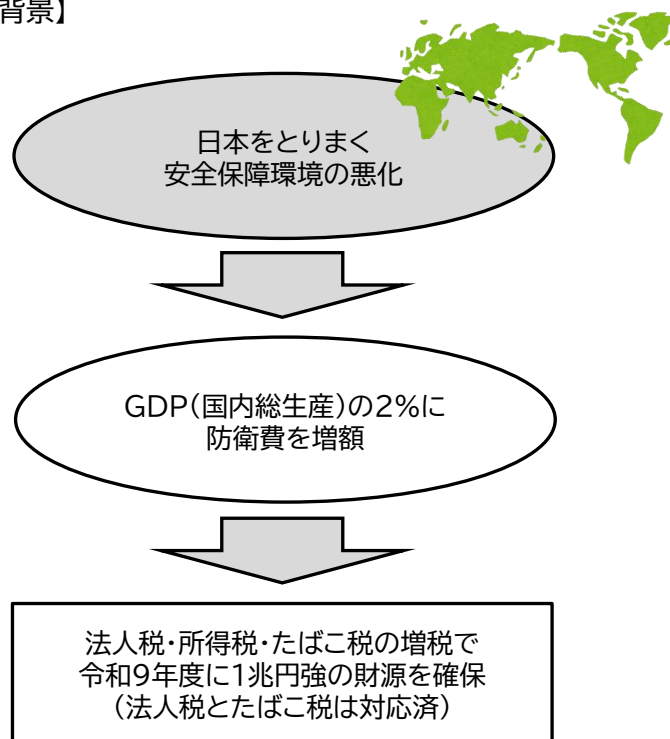 背景】
日本をとりまく
安全保障環境の悪化
GDP(国内総生産)の2%に
防衛費を増額
法人税・所得税・たばこ税の増税で
令和9年度に1兆円強の財源を確保
(法人税とたばこ税は対応済)